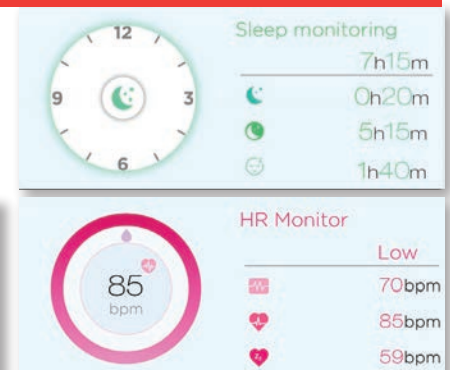 Sleep monitoring
12
9
3
6
7h15m
0h20m
5h15m
1h40m
HR Monitor
Low
85
bpm
70bpm
85bpm
59bpm